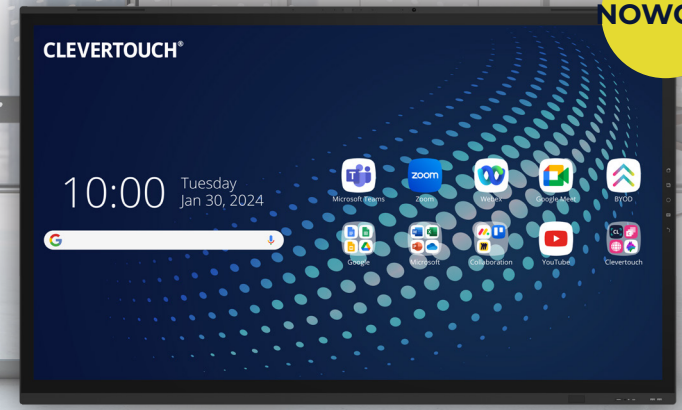 NOWO
CLEVERTOUCH®
10:00
Tuesday
Jan 30, 2024
Microsoft Teams
zoom
Zoom
Webex
Google Meet
BYOD
Google
Microsoft
Collaboration
YouTube
Clevertouch